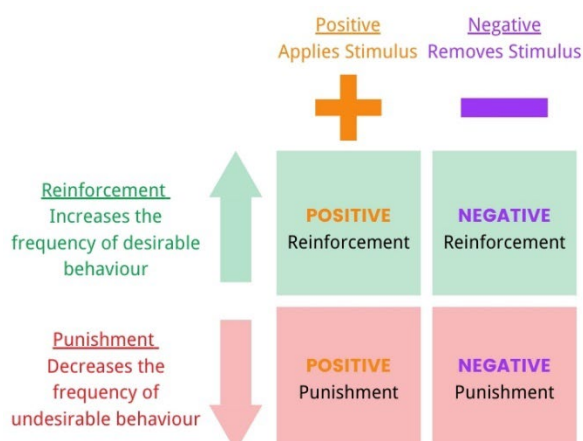 Positive
Applies Stimulus
Negative
Removes Stimulus
Reinforcement
Increases the
frequency of desirable
behaviour
POSITIVE
Reinforcement
NEGATIVE
Reinforcement
Punishment
Decreases the
frequency of
undesirable behaviour
POSITIVE
Punishment
NEGATIVE
Punishment